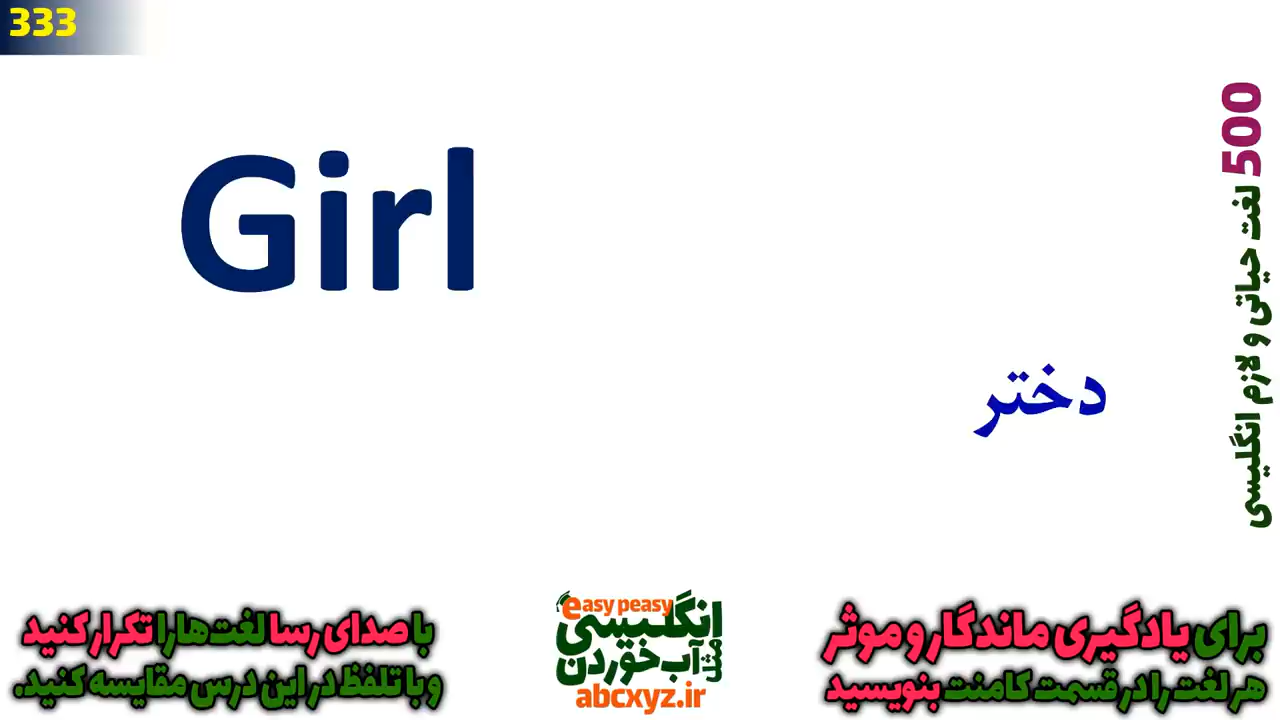 333
Girl
دختر
500 لغت حیاتی و لازم انگلیسی
با صدای رسا لغت‌ها را تکرار کنید
و با تلفظ در این درس مقایسه کنید.
easy peasy
انگلیسی
مثل آب خوردن
abcxyz.ir
برای یادگیری ماندگار و موثر
هر لغت را در قسمت کامنت بنویسید